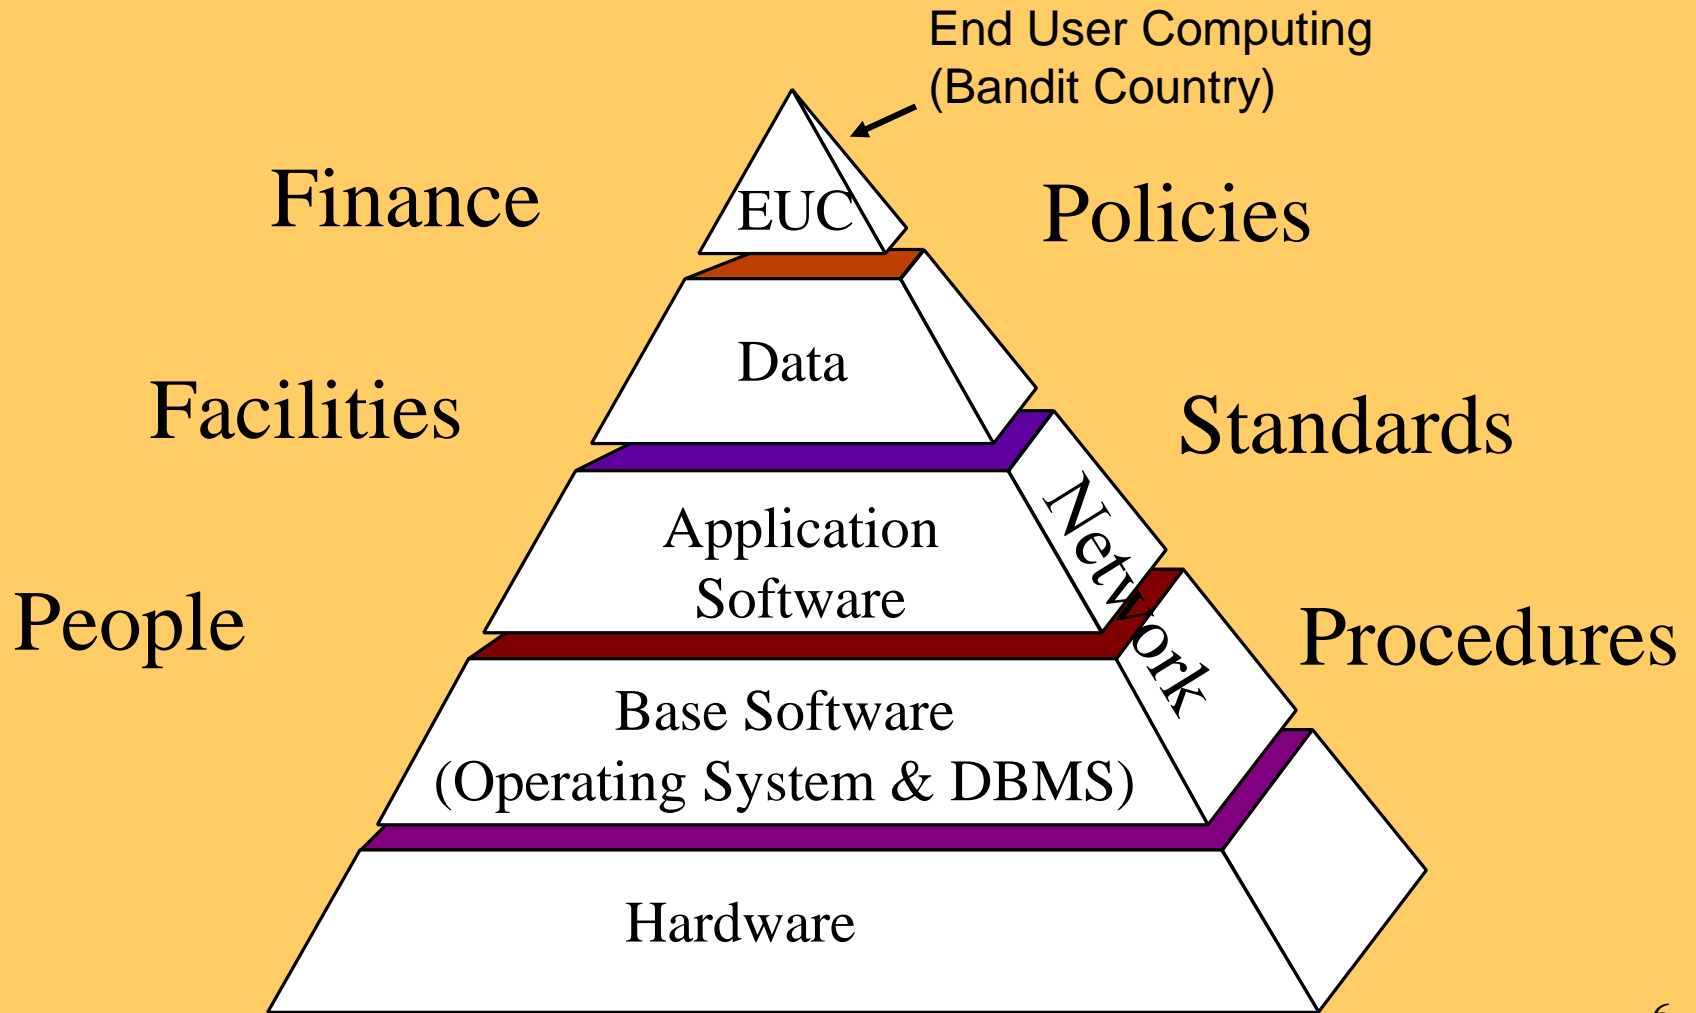 End User Computing
(Bandit Country)
Finance
EUC
Policies
Data
Facilities
Standards
Application
Software
Network
People
Procedures
Base Software
(Operating System & DBMS)
Hardware
6